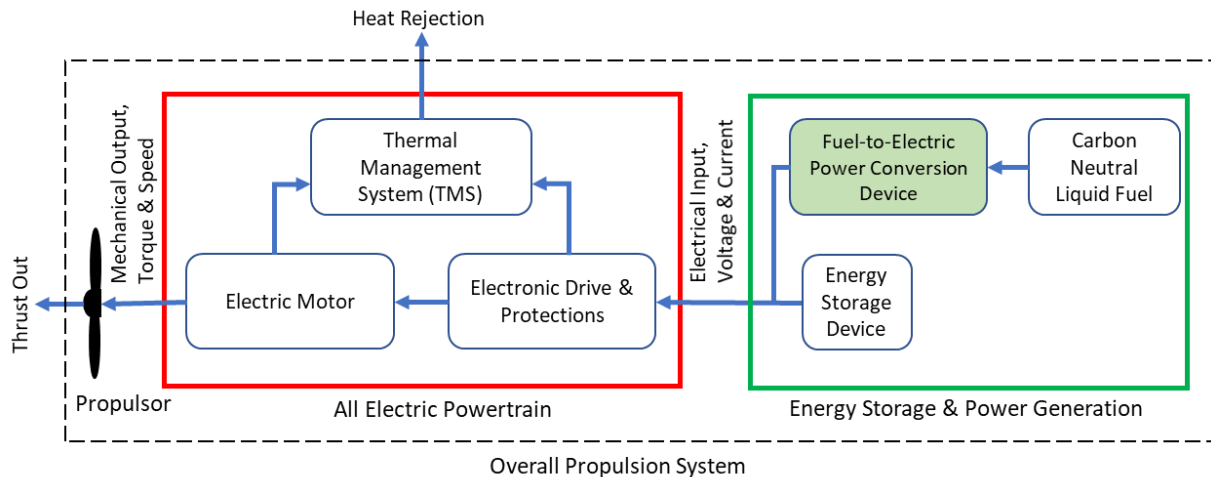 Heat Rejection
Mechanical Output,
Torque & Speed
Thermal
Management
System (TMS)
Electrical Input,
Voltage & Current
Fuel-to-Electric
Power Conversion
Device
Carbon
Neutral
Liquid Fuel
Thrust Out
Electric Motor
Electronic Drive &
Protections
Energy
Storage
Device
Propulsor
All Electric Powertrain
Energy Storage & Power Generation
Overall Propulsion System